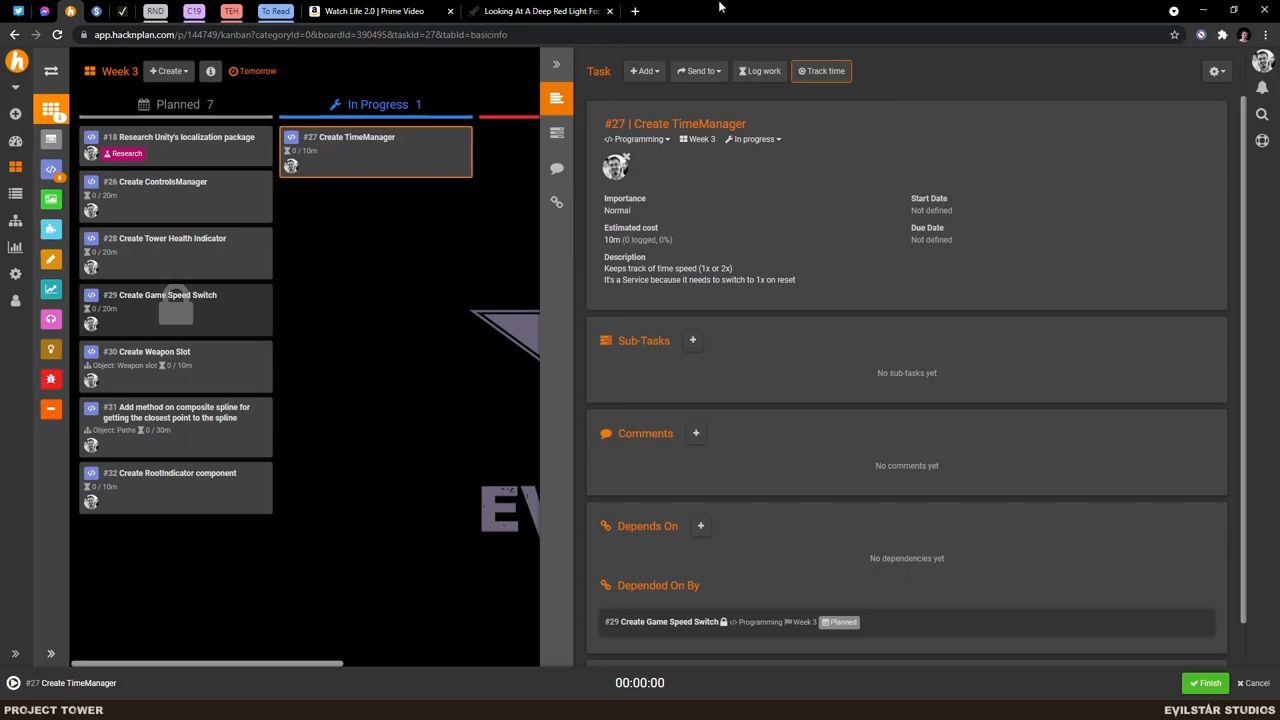 RND
C19
TEH
To Read
Watch Life 2.0 | Prime Video
Looking At A Deep Red Light For
app.hacknplan.com/p/144749/kanban?categoryId=0&boardId=390495&taskId=27&tabId=basicinfo
Week 3
Create
Tomorrow
Planned 7
In Progress 1
#18 Research Unity's localization package
Research
#26 Create ControlsManager
0 / 20m
#28 Create Tower Health Indicator
0 / 20m
#29 Create Game Speed Switch
0 / 20m
#30 Create Weapon Slot
Object: Weapon slot 0 / 10m
#31 Add method on composite spline for
getting the closest point to the spline
Object: Paths 0 / 30m
#32 Create RootIndicator component
0 / 10m
#27 Create TimeManager
0 / 10m
8
8
Task
Add
Send to
Log work
Track time
#27 | Create TimeManager
Programming
Week 3
In progress
Importance
Normal
Start Date
Not defined
Estimated cost
10m (0 logged, 0%)
Due Date
Not defined
Description
Keeps track of time speed (1x or 2x)
It's a Service because it needs to switch to 1x on reset
Sub-Tasks
No sub-tasks yet
Comments
No comments yet
Depends On
No dependencies yet
Depended On By
#29 Create Game Speed Switch Programming Week 3 Planned
#27 Create TimeManager
00:00:00
Finish
Cancel
PROJECT TOWER
EVILSTAR STUDIOS